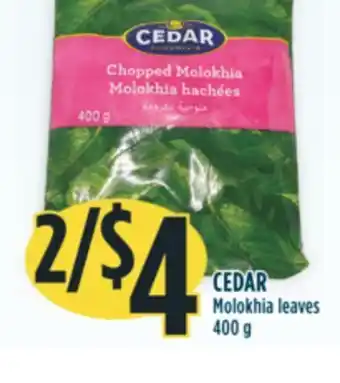 CEDAR
Chopped Molokhia
Molokhia hachées
400 g
2/$4
CEDAR
Molokhia leaves
400 g